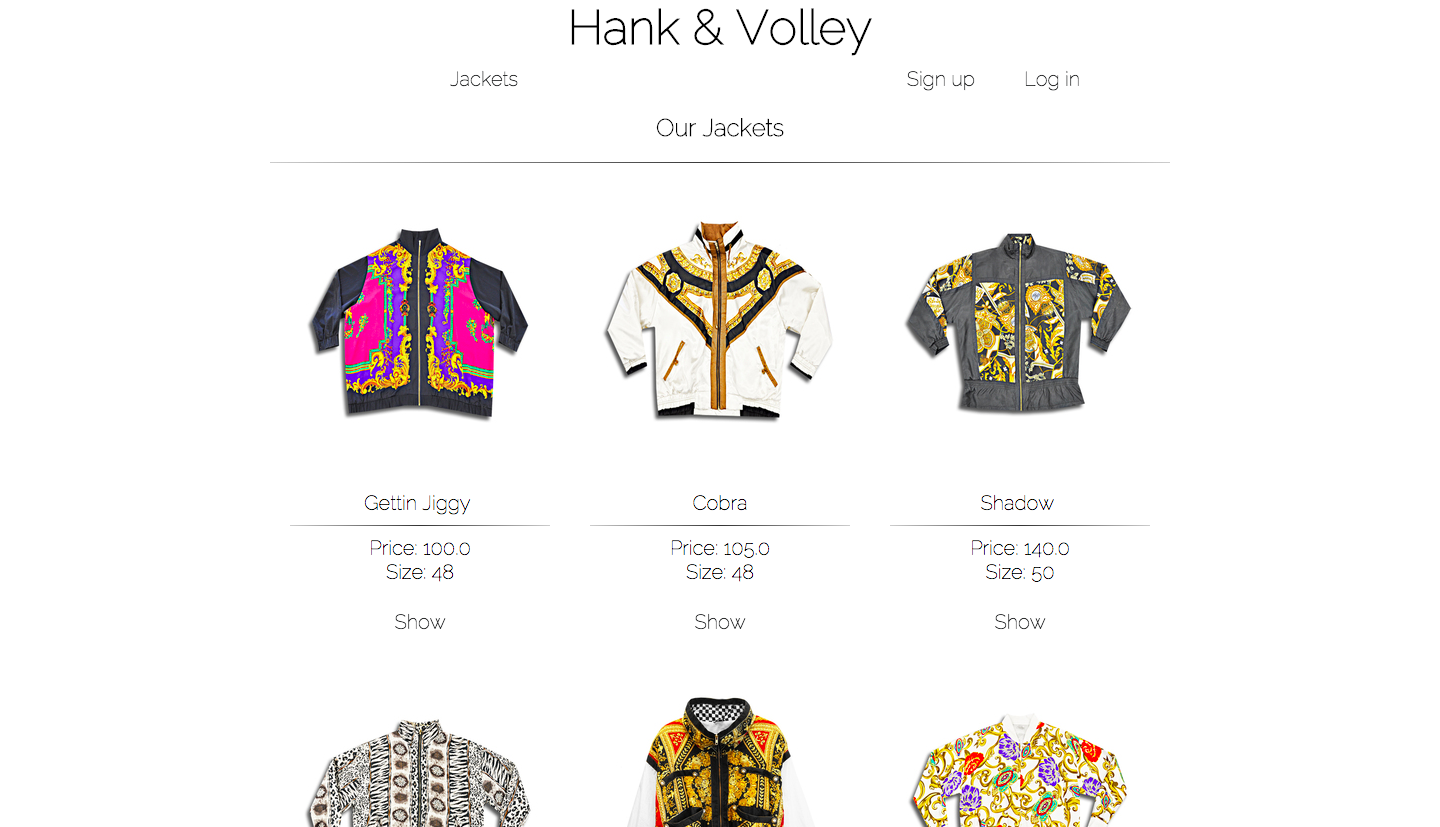 Hank & Volley
Jackets Sign up Log in
Our Jackets
Gettin Jiggy
Cobra
Shadow
Price: 100.0
Size: 48
Price: 105.0
Size: 48
Price: 140.0
Size: 50
Show
Show
Show